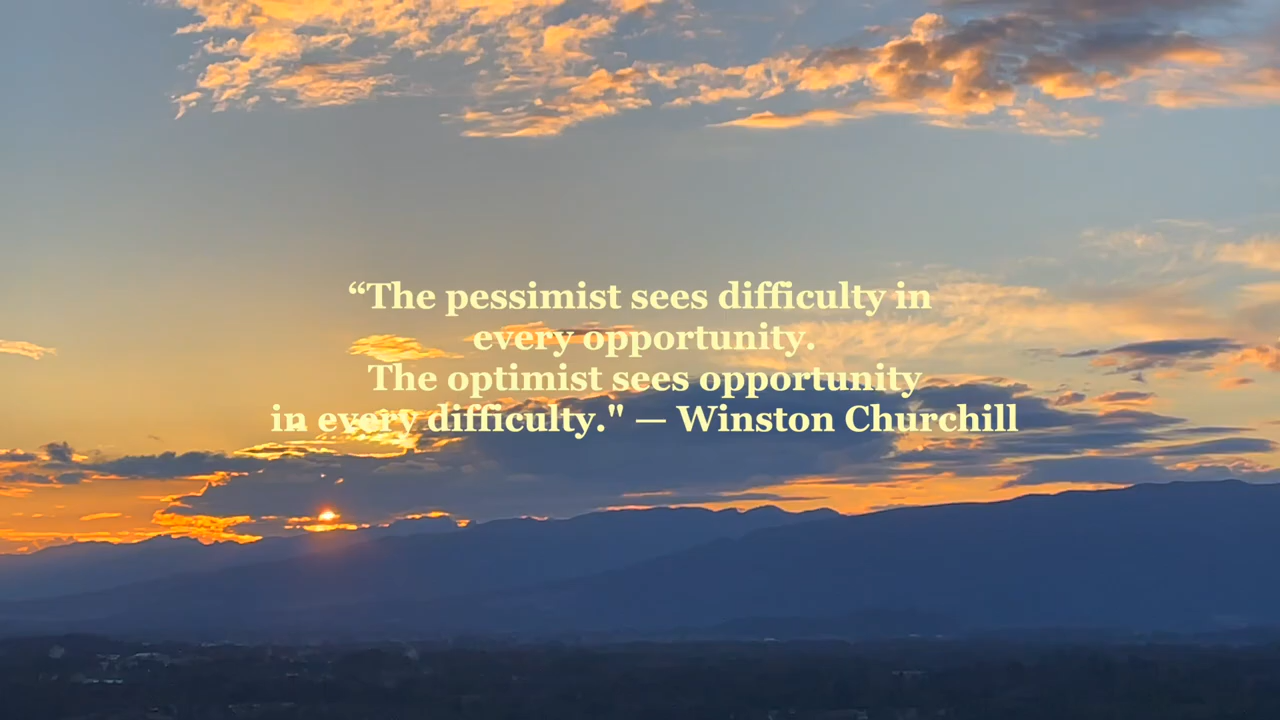 “The pessimist sees difficulty in
every opportunity.
The optimist sees opportunity
in every difficulty." — Winston Churchill